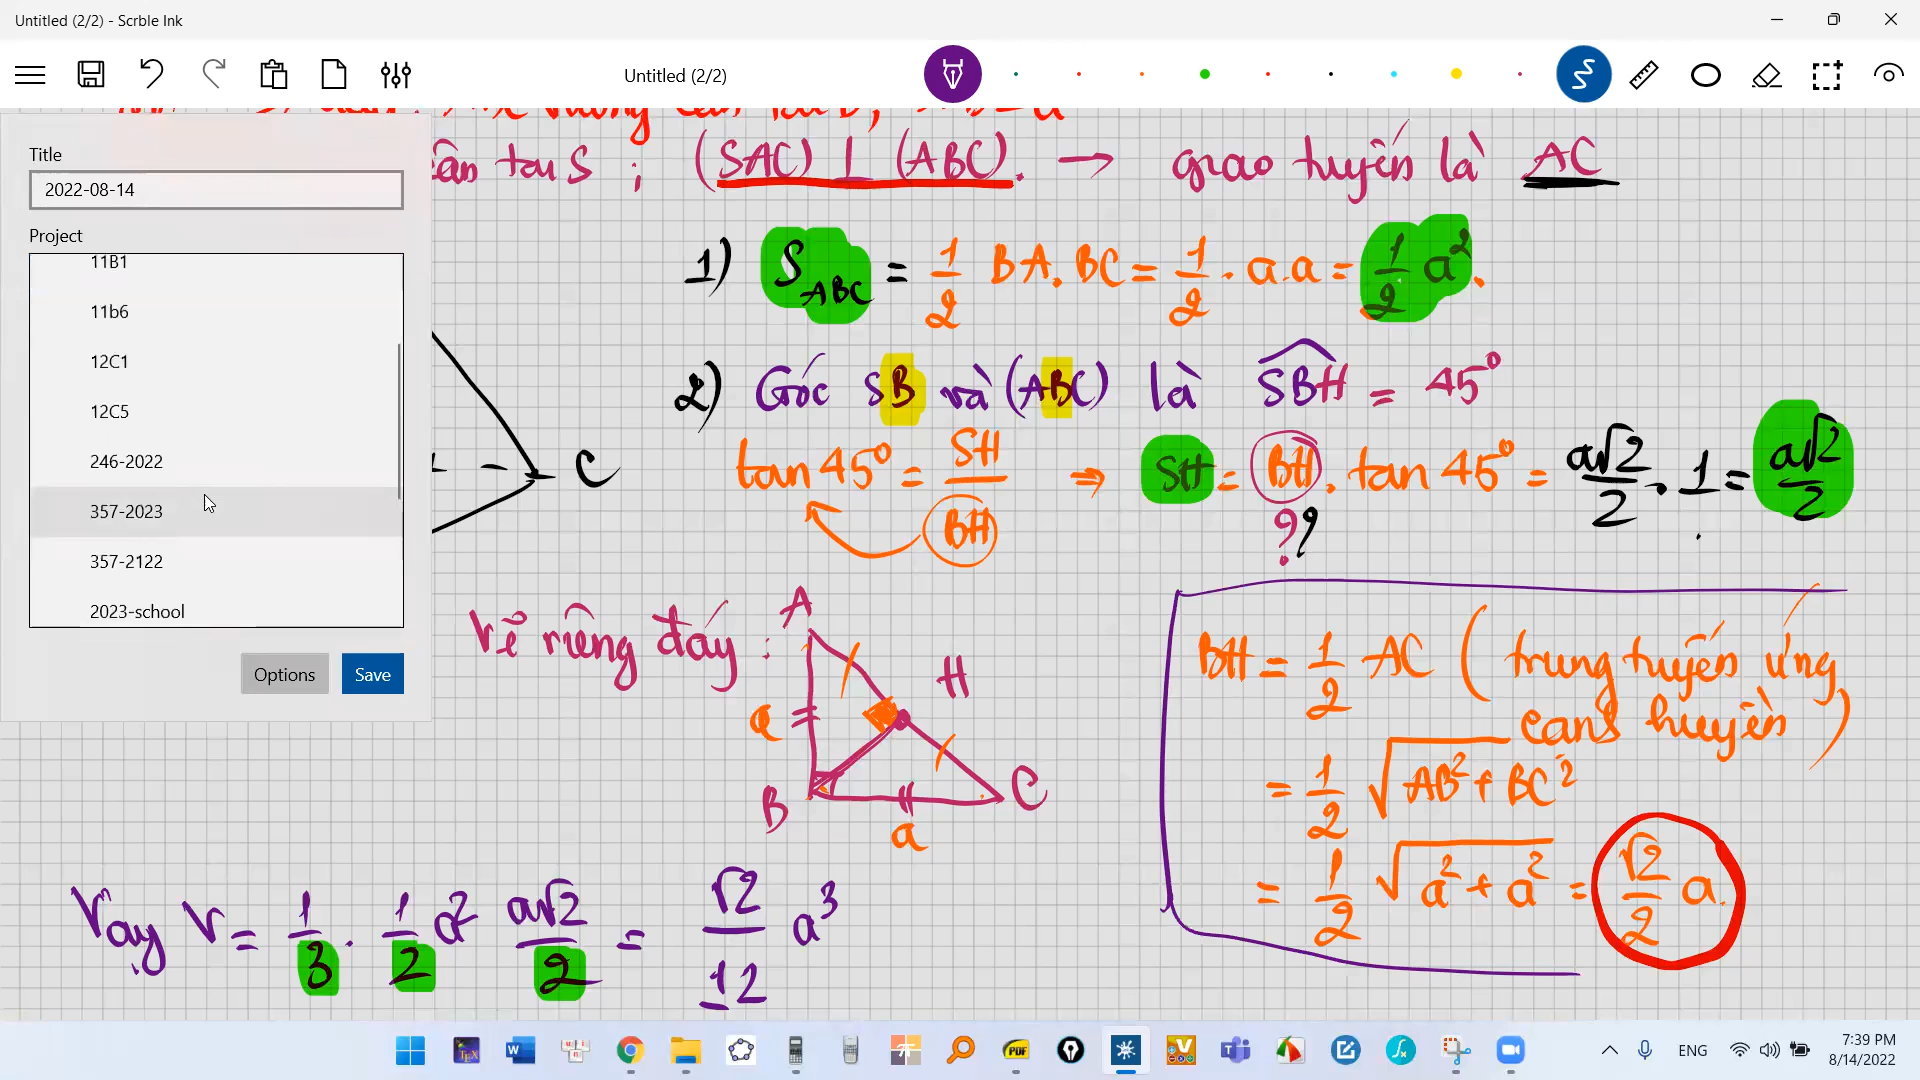 Untitled (2/2) - Scrble Ink
Untitled (2/2)
Title
2022-08-14
Project
11B1
11b6
12C1
12C5
246-2022
357-2023
357-2122
2023-school
Options
Save
cân tại S ; (SAC) ⊥ (ABC). → giao tuyến là AC
1) S_ABC = 1/2 BA.BC = 1/2 . a.a = 1/2 a².
2) Góc SB và (ABC) là SBH = 45°
C
tan45° = SH/BH ⇒ SH = BH . tan 45° = a√2/2 . 1 = a√2/2
??
Vẽ riêng đáy :
A
H
a
B
C
a
BH = 1/2 AC ( trung tuyến ứng
cạnh huyền )
= 1/2 √AB² + BC²
= 1/2 √a² + a² = √2/2 a.
Vậy V = 1/3 . 1/2 a² a√2/2 = √2/12 a³
ENG
7:39 PM
8/14/2022